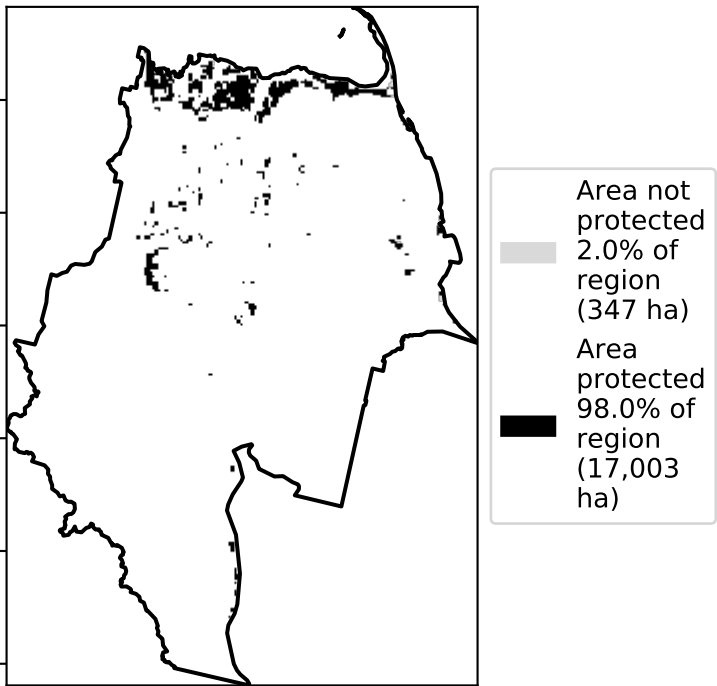 Area not
protected
2.0% of
region
(347 ha)
Area
protected
98.0% of
region
(17,003
ha)